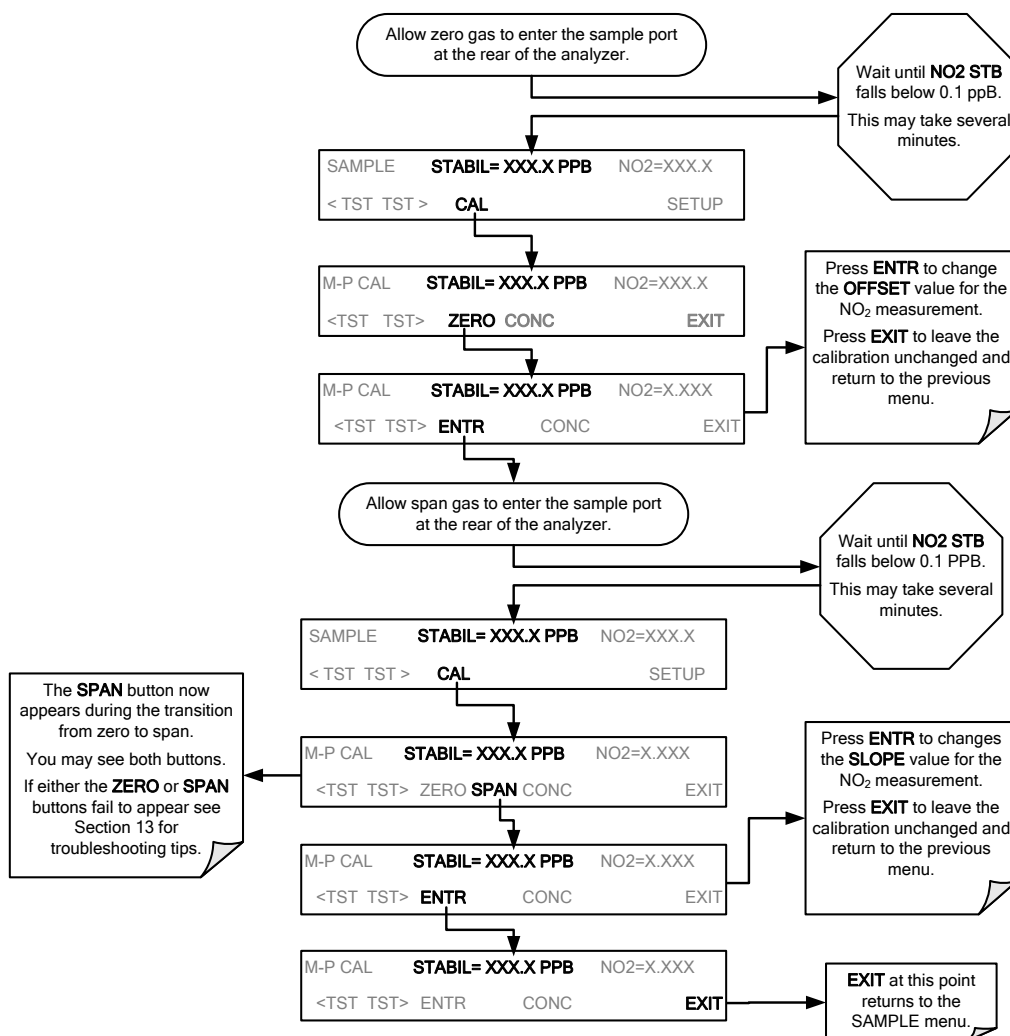 Allow zero gas to enter the sample port
at the rear of the analyzer.
Wait until NO2 STB
falls below 0.1 ppB.
This may take several
minutes.
SAMPLE STABIL= XXX.X PPB NO2=XXX.X
< TST TST > CAL SETUP
M-P CAL STABIL= XXX.X PPB NO2=XXX.X
<TST TST> ZERO CONC EXIT
Press ENTR to change
the OFFSET value for the
NO₂ measurement.
Press EXIT to leave the
calibration unchanged and
return to the previous
menu.
M-P CAL STABIL= XXX.X PPB NO2=X.XXX
<TST TST> ENTR CONC EXIT
Allow span gas to enter the sample port
at the rear of the analyzer.
Wait until NO2 STB
falls below 0.1 PPB.
This may take several
minutes.
SAMPLE STABIL= XXX.X PPB NO2=XXX.X
< TST TST > CAL SETUP
The SPAN button now
appears during the transition
from zero to span.
You may see both buttons.
If either the ZERO or SPAN
buttons fail to appear see
Section 13 for
troubleshooting tips.
M-P CAL STABIL= XXX.X PPB NO2=X.XXX
<TST TST> ZERO SPAN CONC EXIT
Press ENTR to changes
the SLOPE value for the
NO₂ measurement.
Press EXIT to leave the
calibration unchanged and
return to the previous
menu.
M-P CAL STABIL= XXX.X PPB NO2=X.XXX
<TST TST> ENTR CONC EXIT
M-P CAL STABIL= XXX.X PPB NO2=X.XXX
<TST TST> ENTR CONC EXIT
EXIT at this point
returns to the
SAMPLE menu.